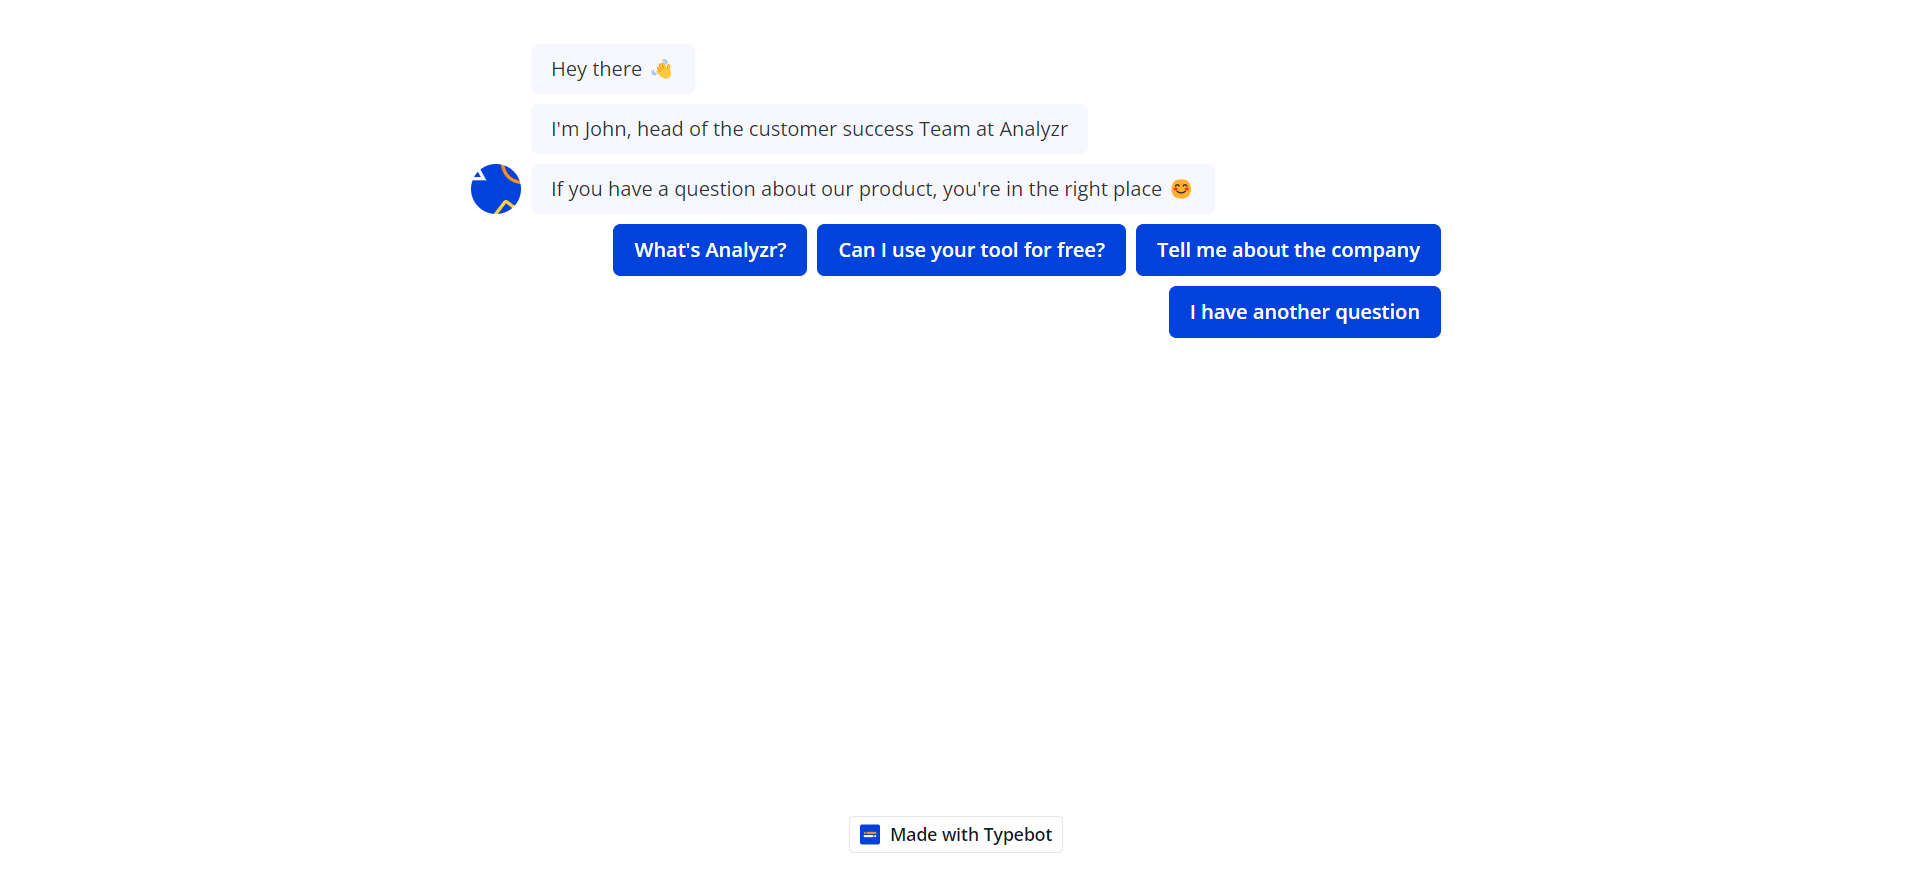 Hey there 👋
I'm John, head of the customer success Team at Analyzr
If you have a question about our product, you're in the right place 😊
What's Analyzr? Can I use your tool for free? Tell me about the company
I have another question
Made with Typebot